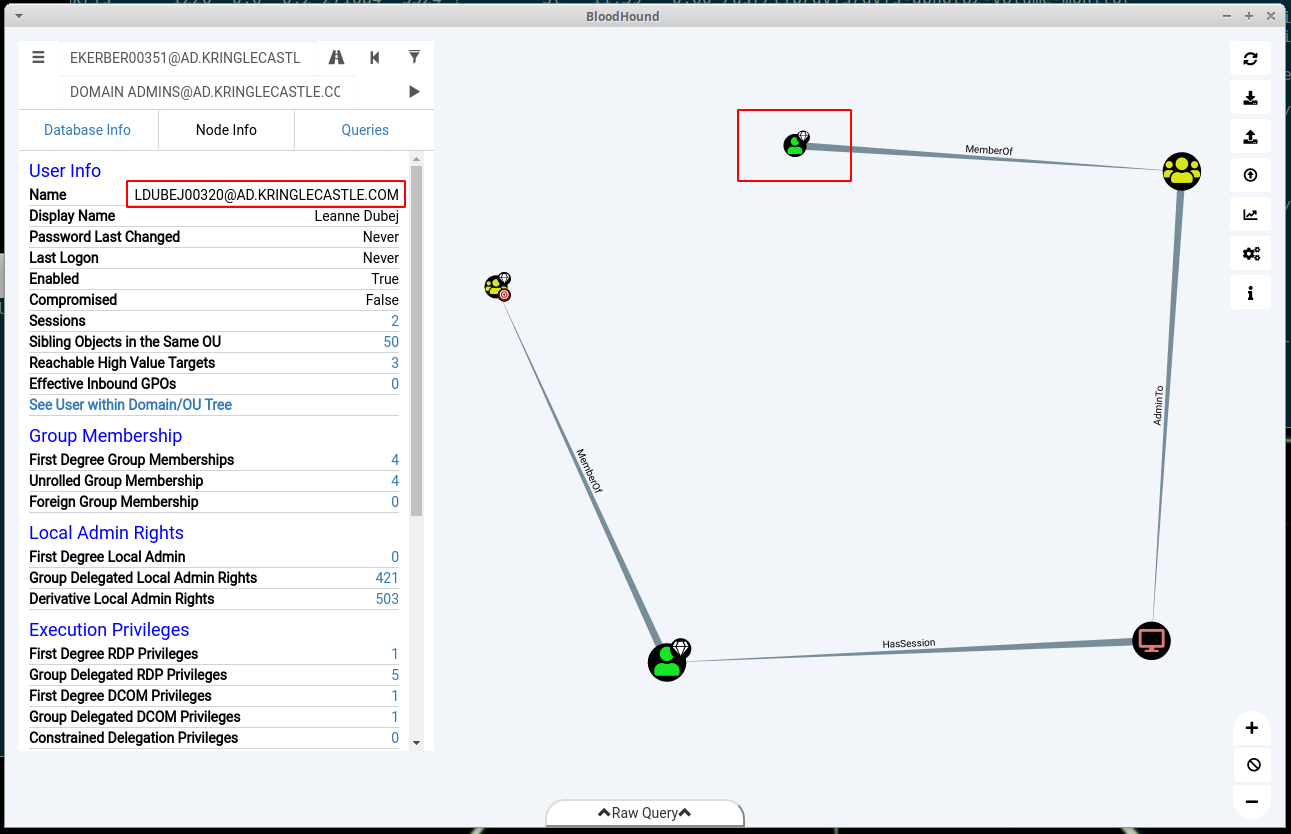 BloodHound
EKERBER00351@AD.KRINGLECASTL
DOMAIN ADMINS@AD.KRINGLECASTLE.CO
Database Info Node Info Queries
User Info
Name LDUBEJ00320@AD.KRINGLECASTLE.COM
Display Name Leanne Dubej
Password Last Changed Never
Last Logon Never
Enabled True
Compromised False
Sessions 2
Sibling Objects in the Same OU 50
Reachable High Value Targets 3
Effective Inbound GPOs 0
See User within Domain/OU Tree
Group Membership
First Degree Group Memberships 4
Unrolled Group Membership 4
Foreign Group Membership 0
Local Admin Rights
First Degree Local Admin 0
Group Delegated Local Admin Rights 421
Derivative Local Admin Rights 503
Execution Privileges
First Degree RDP Privileges 1
Group Delegated RDP Privileges 5
First Degree DCOM Privileges 1
Group Delegated DCOM Privileges 1
Constrained Delegation Privileges 0
MemberOf
AdminTo
MemberOf
HasSession
Raw Query